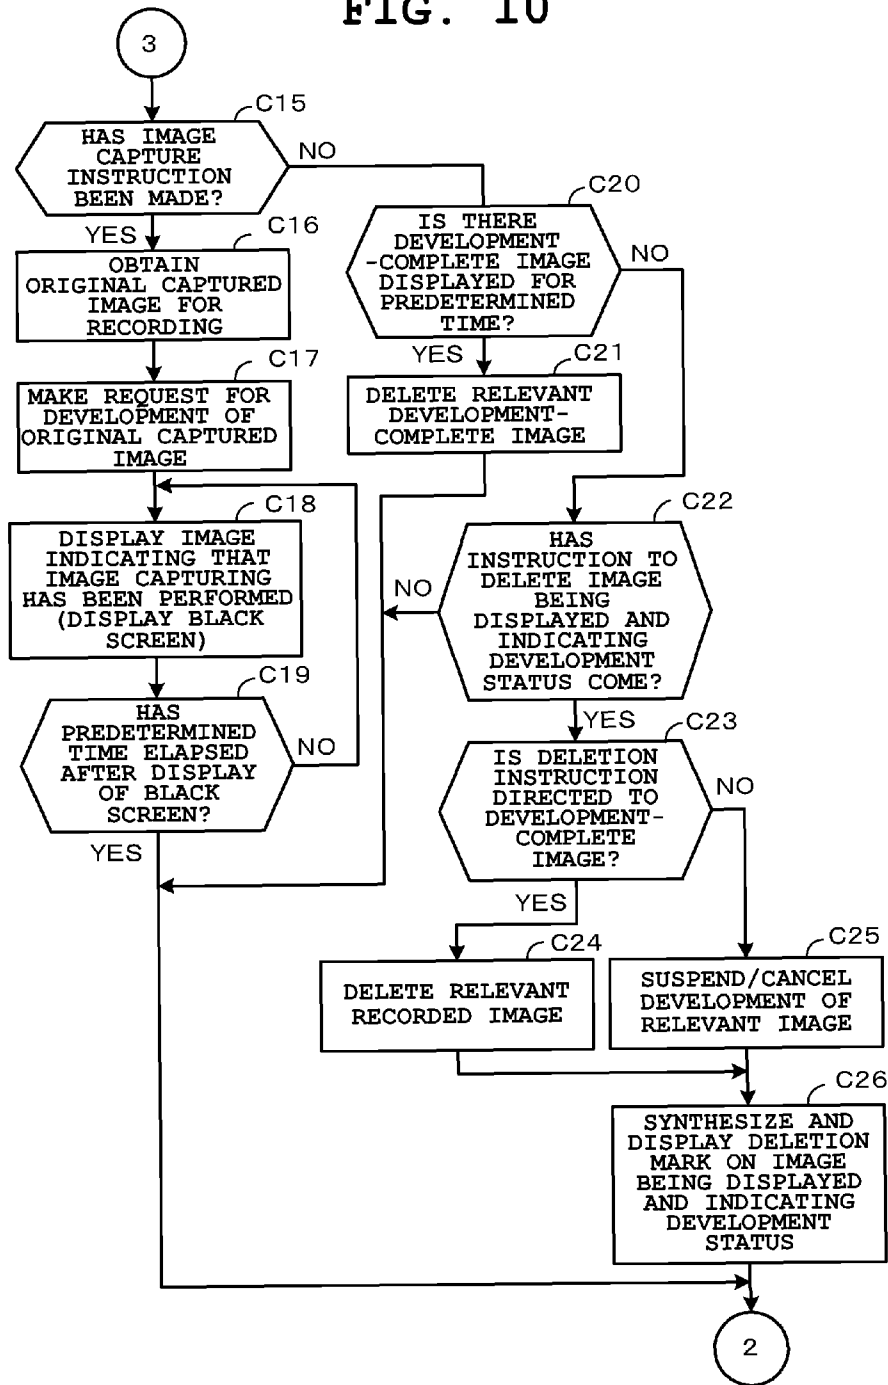 FIG. 10
3
C15
HAS IMAGE
CAPTURE
INSTRUCTION
BEEN MADE?
NO
YES
C16
OBTAIN
ORIGINAL CAPTURED
IMAGE FOR
RECORDING
C17
MAKE REQUEST FOR
DEVELOPMENT OF
ORIGINAL CAPTURED
IMAGE
C18
DISPLAY IMAGE
INDICATING THAT
IMAGE CAPTURING
HAS BEEN PERFORMED
(DISPLAY BLACK
SCREEN)
C19
HAS
PREDETERMINED
TIME ELAPSED
AFTER DISPLAY
OF BLACK
SCREEN?
NO
YES
C20
IS THERE
DEVELOPMENT
-COMPLETE IMAGE
DISPLAYED FOR
PREDETERMINED
TIME?
NO
YES
C21
DELETE RELEVANT
DEVELOPMENT-
COMPLETE IMAGE
C22
HAS
INSTRUCTION TO
DELETE IMAGE
BEING
DISPLAYED AND
INDICATING
DEVELOPMENT
STATUS COME?
NO
YES
C23
IS DELETION
INSTRUCTION
DIRECTED TO
DEVELOPMENT-
COMPLETE
IMAGE?
NO
YES
C24
DELETE RELEVANT
RECORDED IMAGE
C25
SUSPEND/CANCEL
DEVELOPMENT OF
RELEVANT IMAGE
C26
SYNTHESIZE AND
DISPLAY DELETION
MARK ON IMAGE
BEING DISPLAYED
AND INDICATING
DEVELOPMENT
STATUS
2